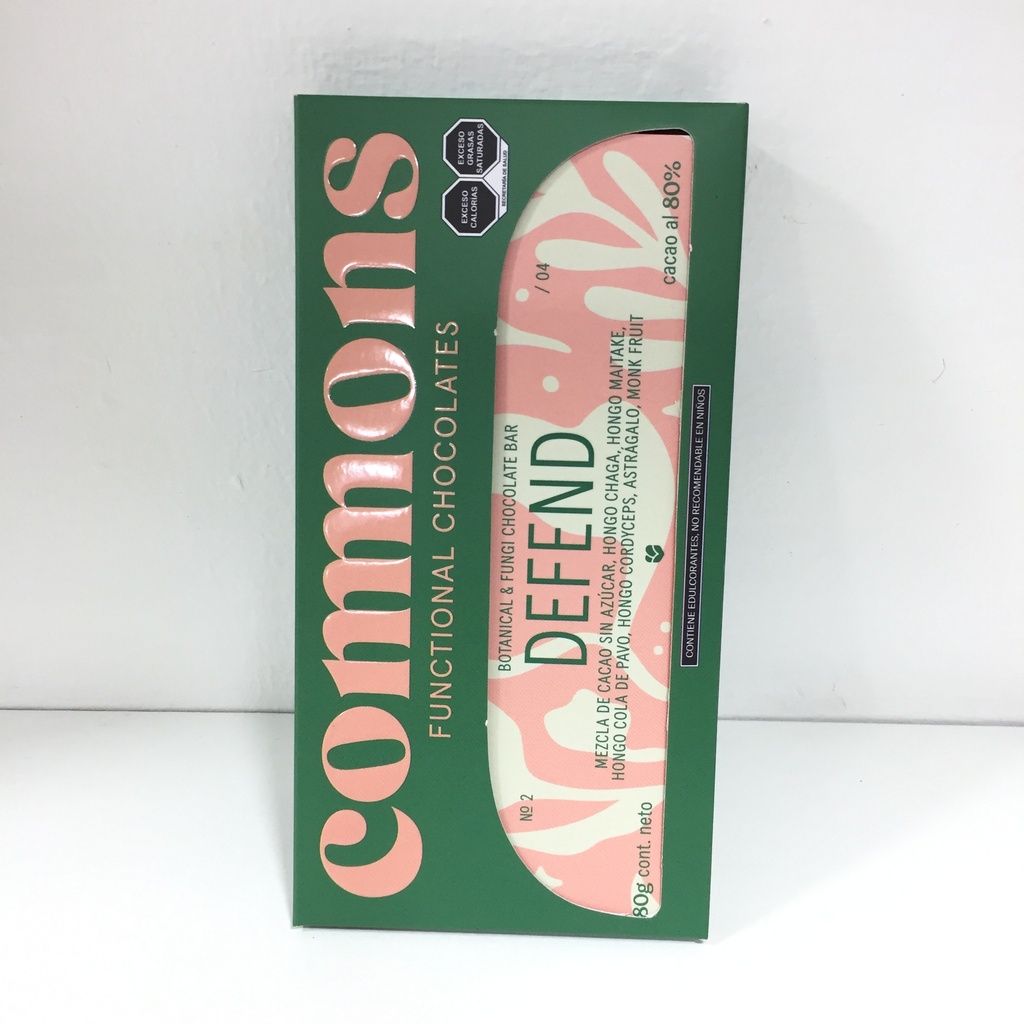 commons
FUNCTIONAL CHOCOLATES
EXCESO
CALORÍAS
EXCESO
GRASAS
SATURADAS
SECRETARÍA DE SALUD
BOTANICAL & FUNGI CHOCOLATE BAR
Nº 2
DEFEND
/ 04
MEZCLA DE CACAO SIN AZÚCAR, HONGO CHAGA, HONGO MAITAKE,
HONGO COLA DE PAVO, HONGO CORDYCEPS, ASTRÁGALO, MONK FRUIT
80g cont. neto
cacao al 80%
CONTIENE EDULCORANTES, NO RECOMENDABLE EN NIÑOS